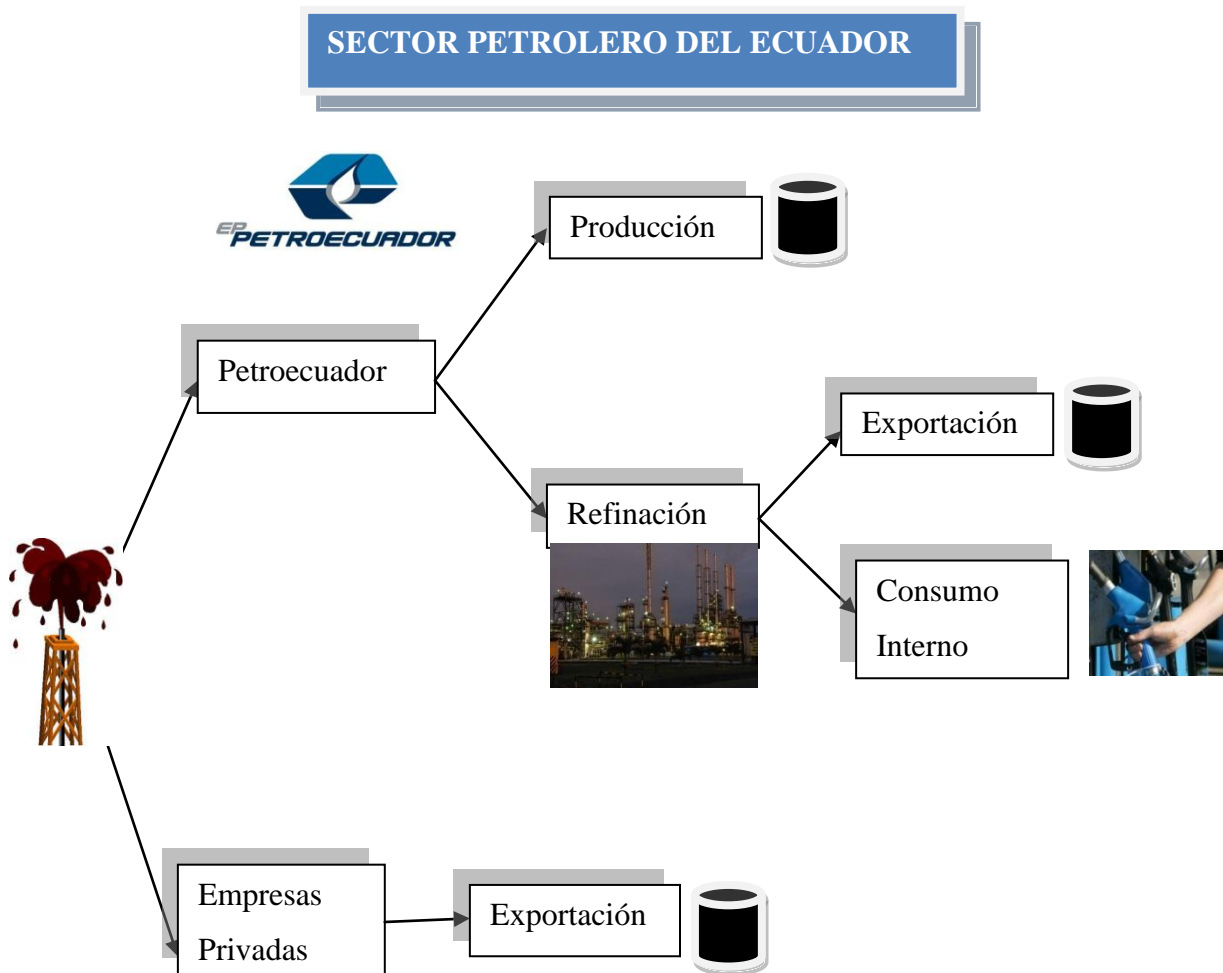 SECTOR PETROLERO DEL ECUADOR
EP
PETROECUADOR
Producción
Petroecuador
Exportación
Refinación
Consumo
Interno
Empresas
Privadas
Exportación